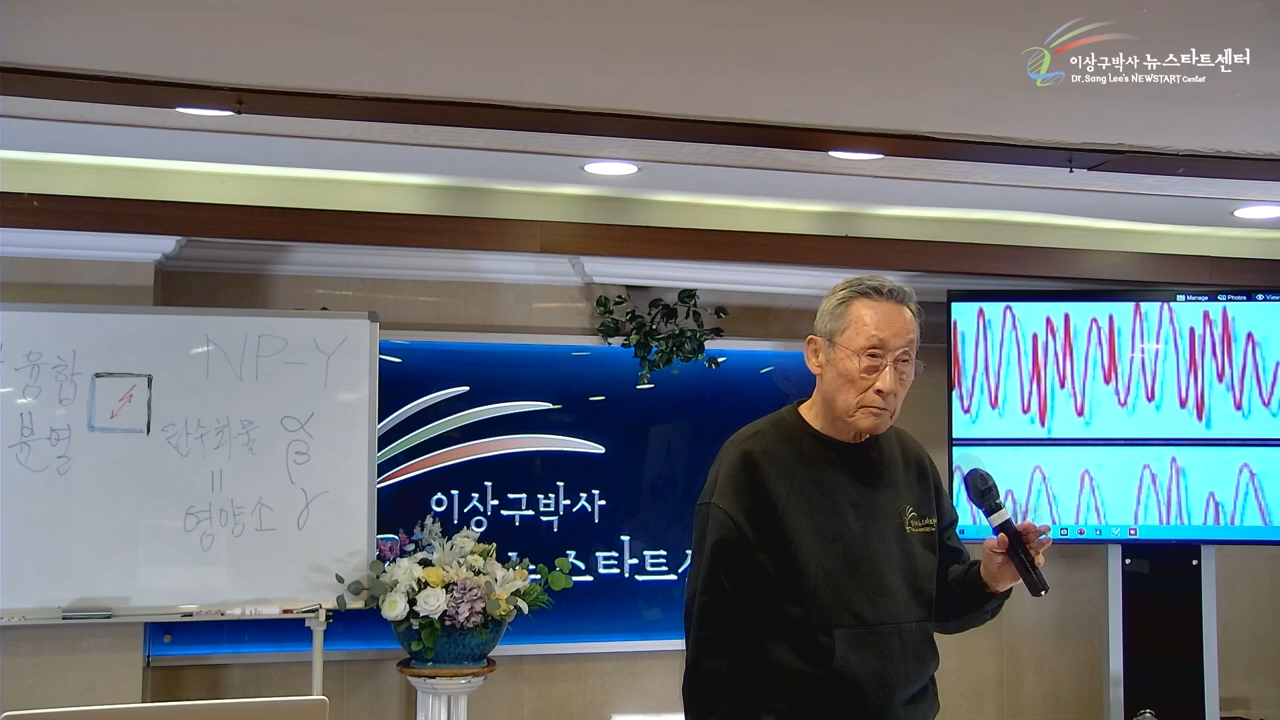 이상구박사 뉴스타트센터
Dr. Sang Lee's NEWSTART Center
Manage Photos View
NP-Y
융합
분열
탄수화물 α
β
=
영양소 γ
이상구박사
뉴스타트